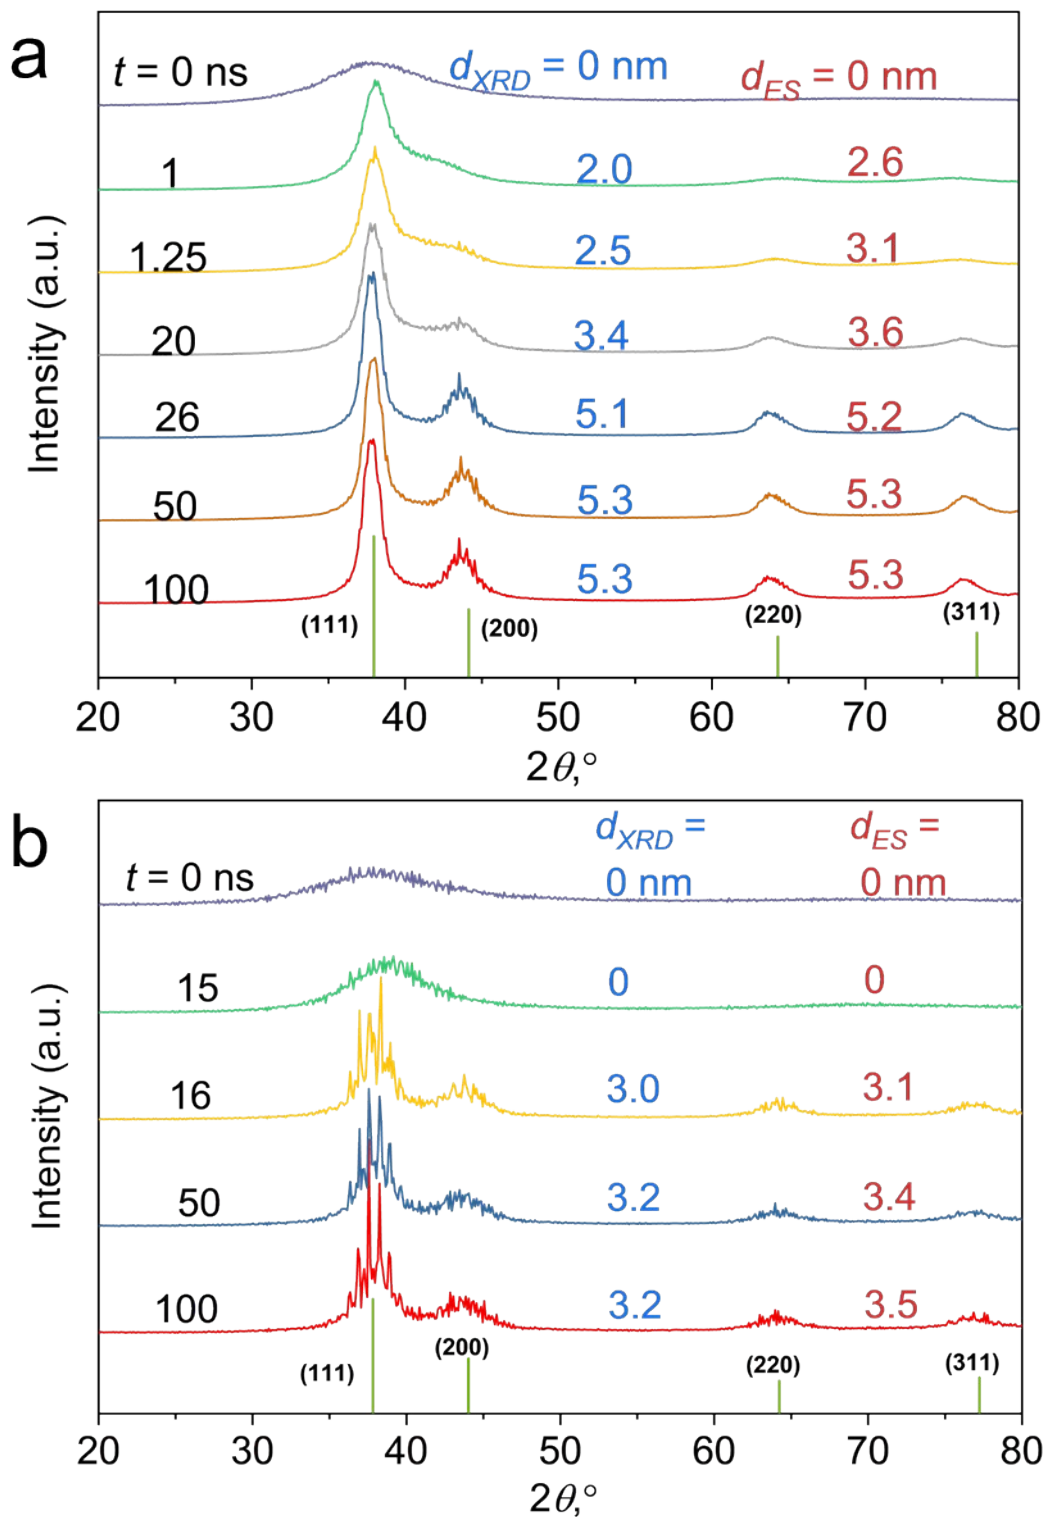 a
t = 0 ns d_XRD = 0 nm d_ES = 0 nm
1 2.0 2.6
1.25 2.5 3.1
20 3.4 3.6
26 5.1 5.2
50 5.3 5.3
100 5.3 5.3
(111) (200) (220) (311)
Intensity (a.u.)
20 30 40 50 60 70 80
2θ,°
b
d_XRD = d_ES =
t = 0 ns 0 nm 0 nm
15 0 0
16 3.0 3.1
50 3.2 3.4
100 3.2 3.5
(111) (200) (220) (311)
Intensity (a.u.)
20 30 40 50 60 70 80
2θ,°